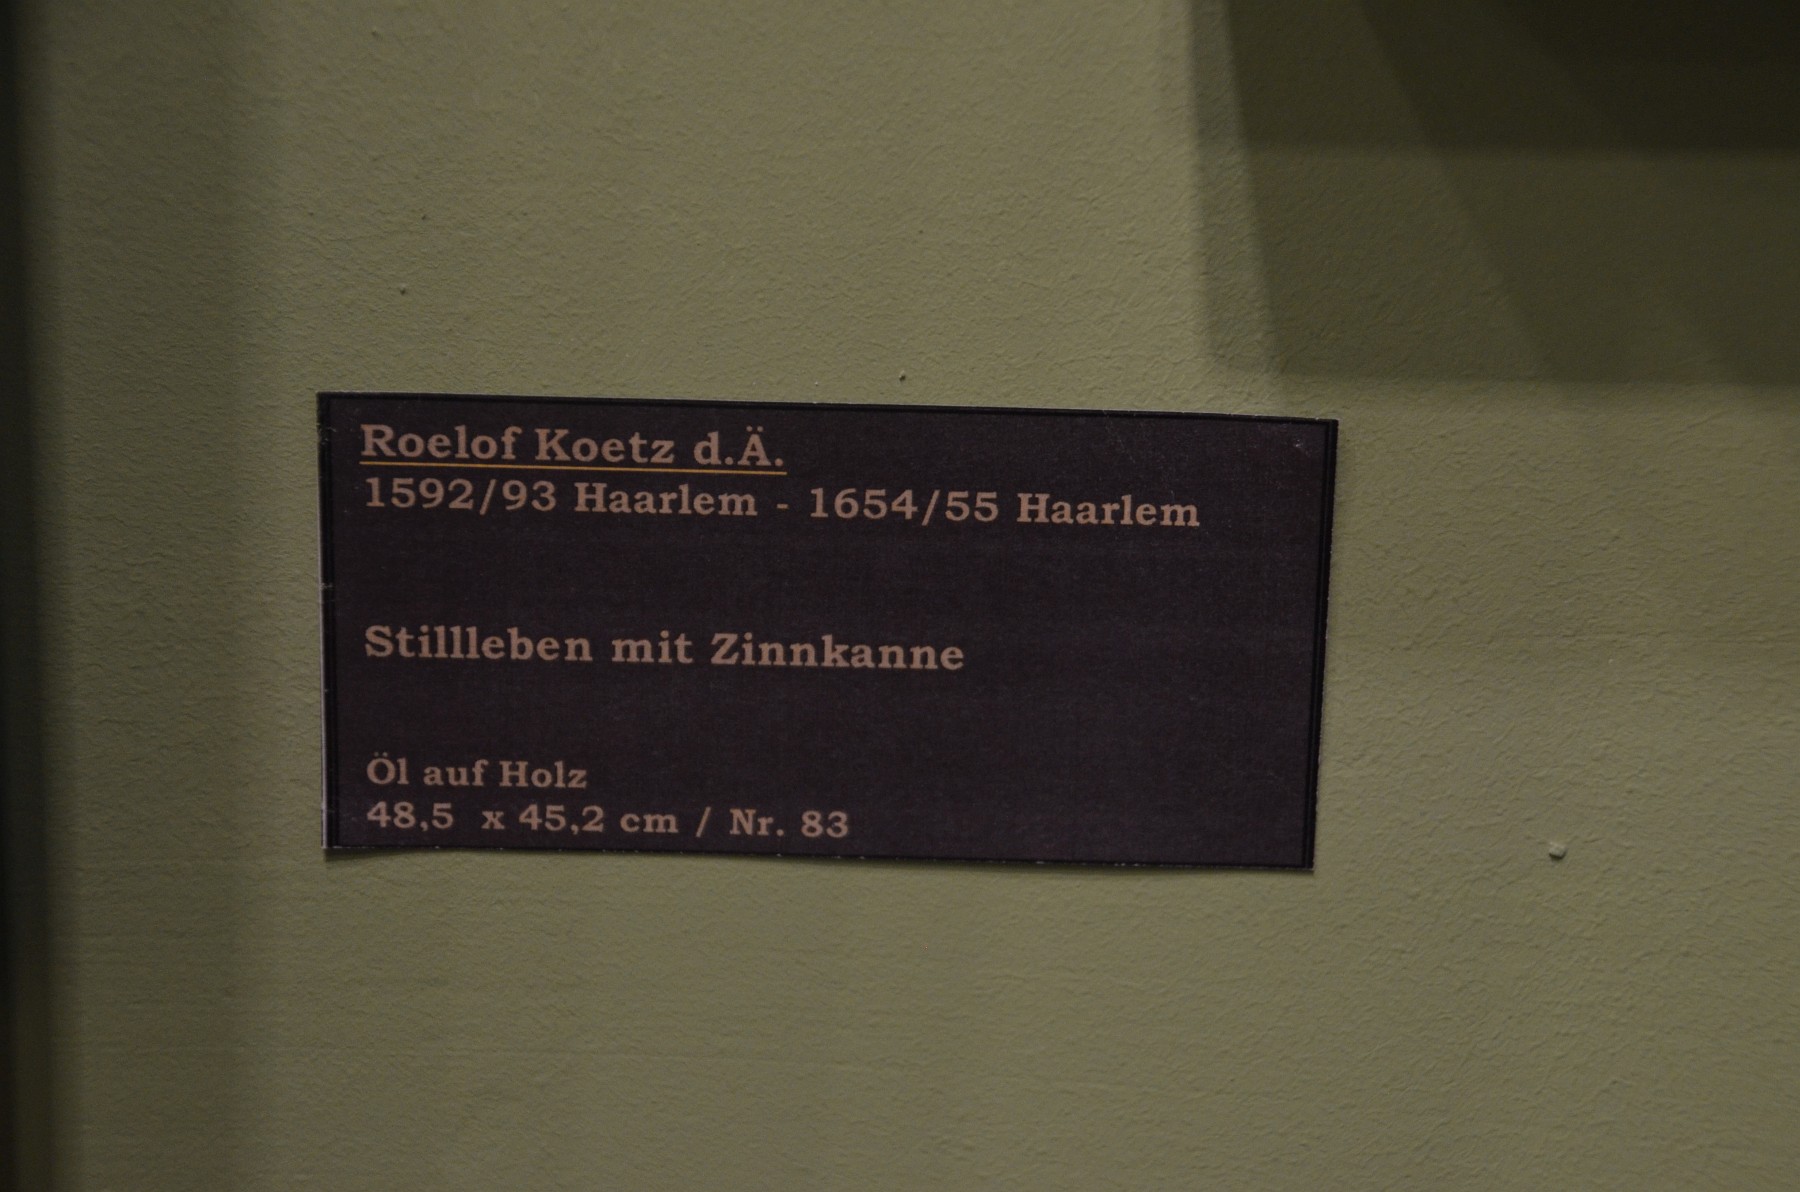 Roelof Koetz d.Ä.
1592/93 Haarlem - 1654/55 Haarlem
Stillleben mit Zinnkanne
Öl auf Holz
48,5 x 45,2 cm / Nr. 83